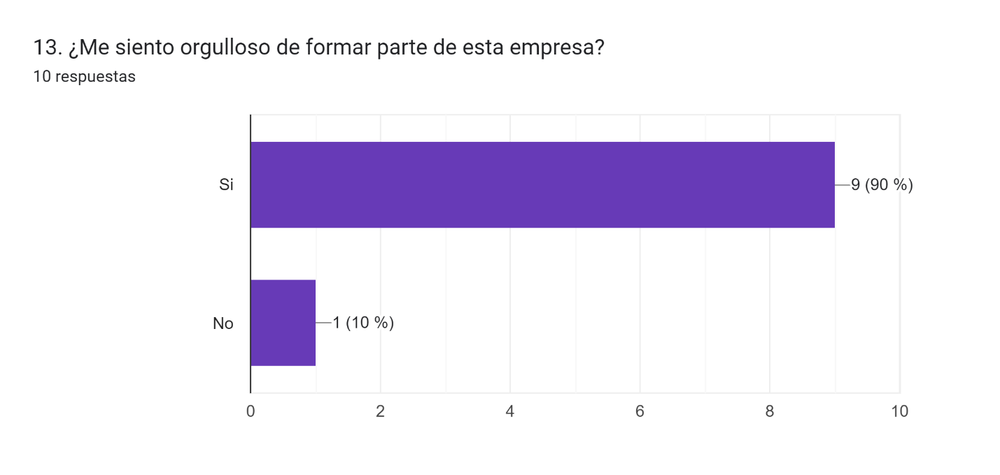 13. ¿Me siento orgulloso de formar parte de esta empresa?
10 respuestas
Si
9 (90 %)
No
1 (10 %)
0 2 4 6 8 10